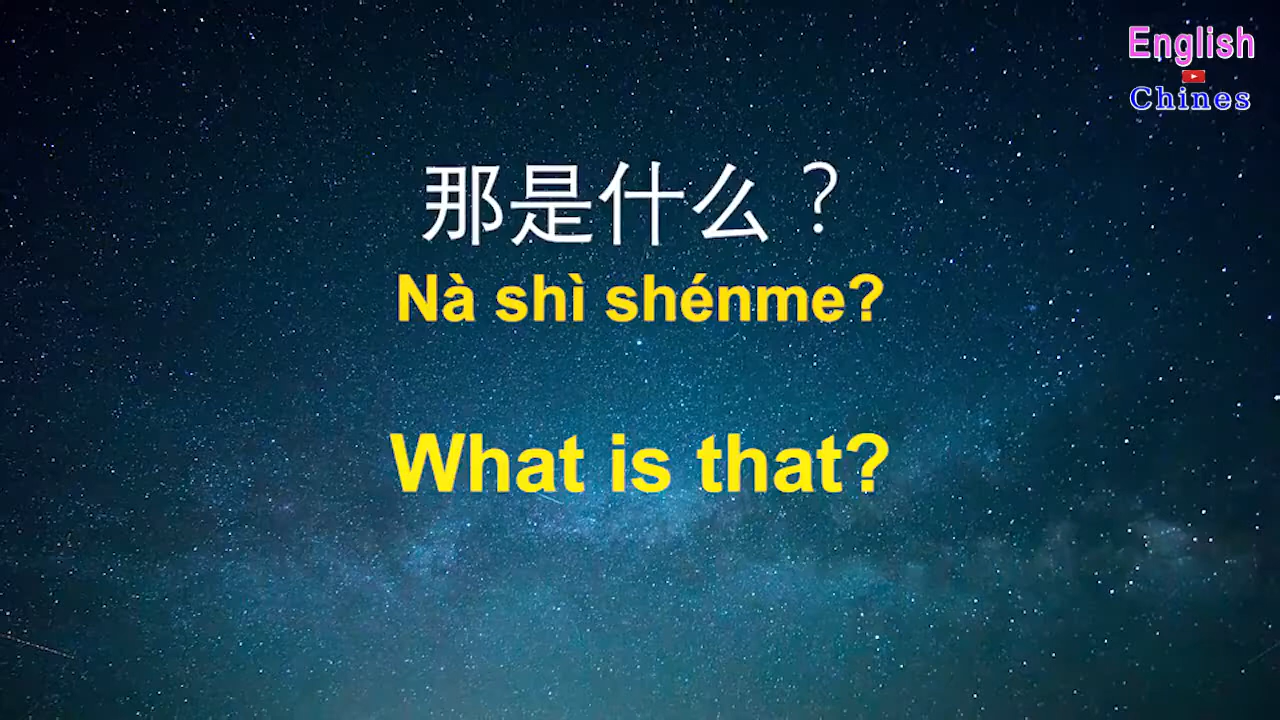 English
Chines
那是什么？
Nà shì shénme?
What is that?